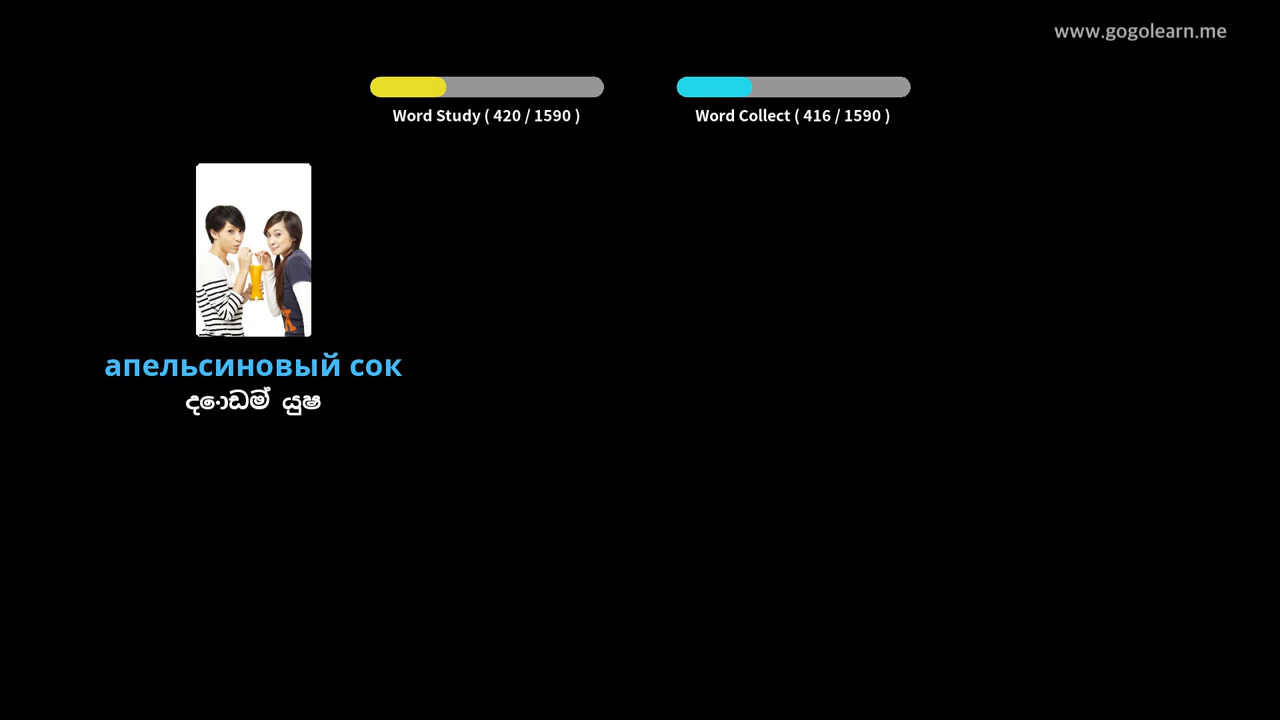 www.gogolearn.me
Word Study ( 420 / 1590 )
Word Collect ( 416 / 1590 )
апельсиновый сок
දොඩම් යුෂ